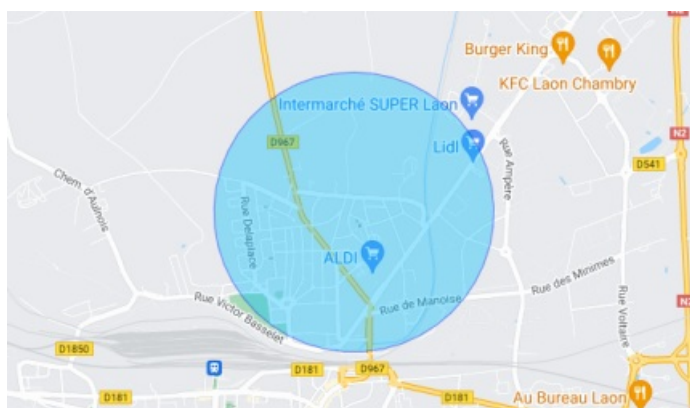 N2
Burger King
KFC Laon Chambry
Intermarché SUPER Laon
Lidl
N2
D967
Rue Ampère
D541
Chem. d'Aulnois
Rue Delaplace
ALDI
Rue des Minimes
Rue Victor Basselet
Rue de Manoise
Rue Voltaire
D1850
D181
D967
D181
D181
Au Bureau Laon